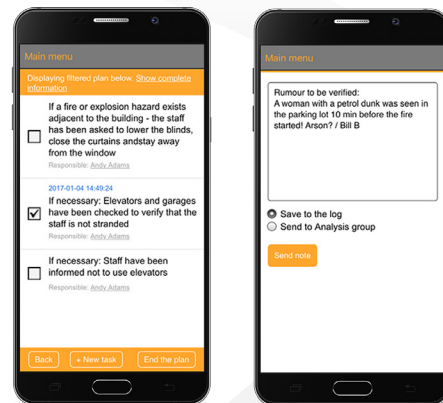 Main menu
Displaying filtered plan below. Show complete
information
If a fire or explosion hazard exists
adjacent to the building - the staff
has been asked to lower the blinds,
close the curtains andstay away
from the window
Responsible: Andy Adams
2017-01-04 14:49:24
If necessary: Elevators and garages
have been checked to verify that the
staff is not stranded
Responsible: Andy Adams
If necessary: Staff have been
informed not to use elevators
Responsible: Andy Adams
Back
+ New task
End the plan
Main menu
Rumour to be verified:
A woman with a petrol dunk was seen in
the parking lot 10 min before the fire
started! Arson? / Bill B
Save to the log
Send to Analysis group
Send note